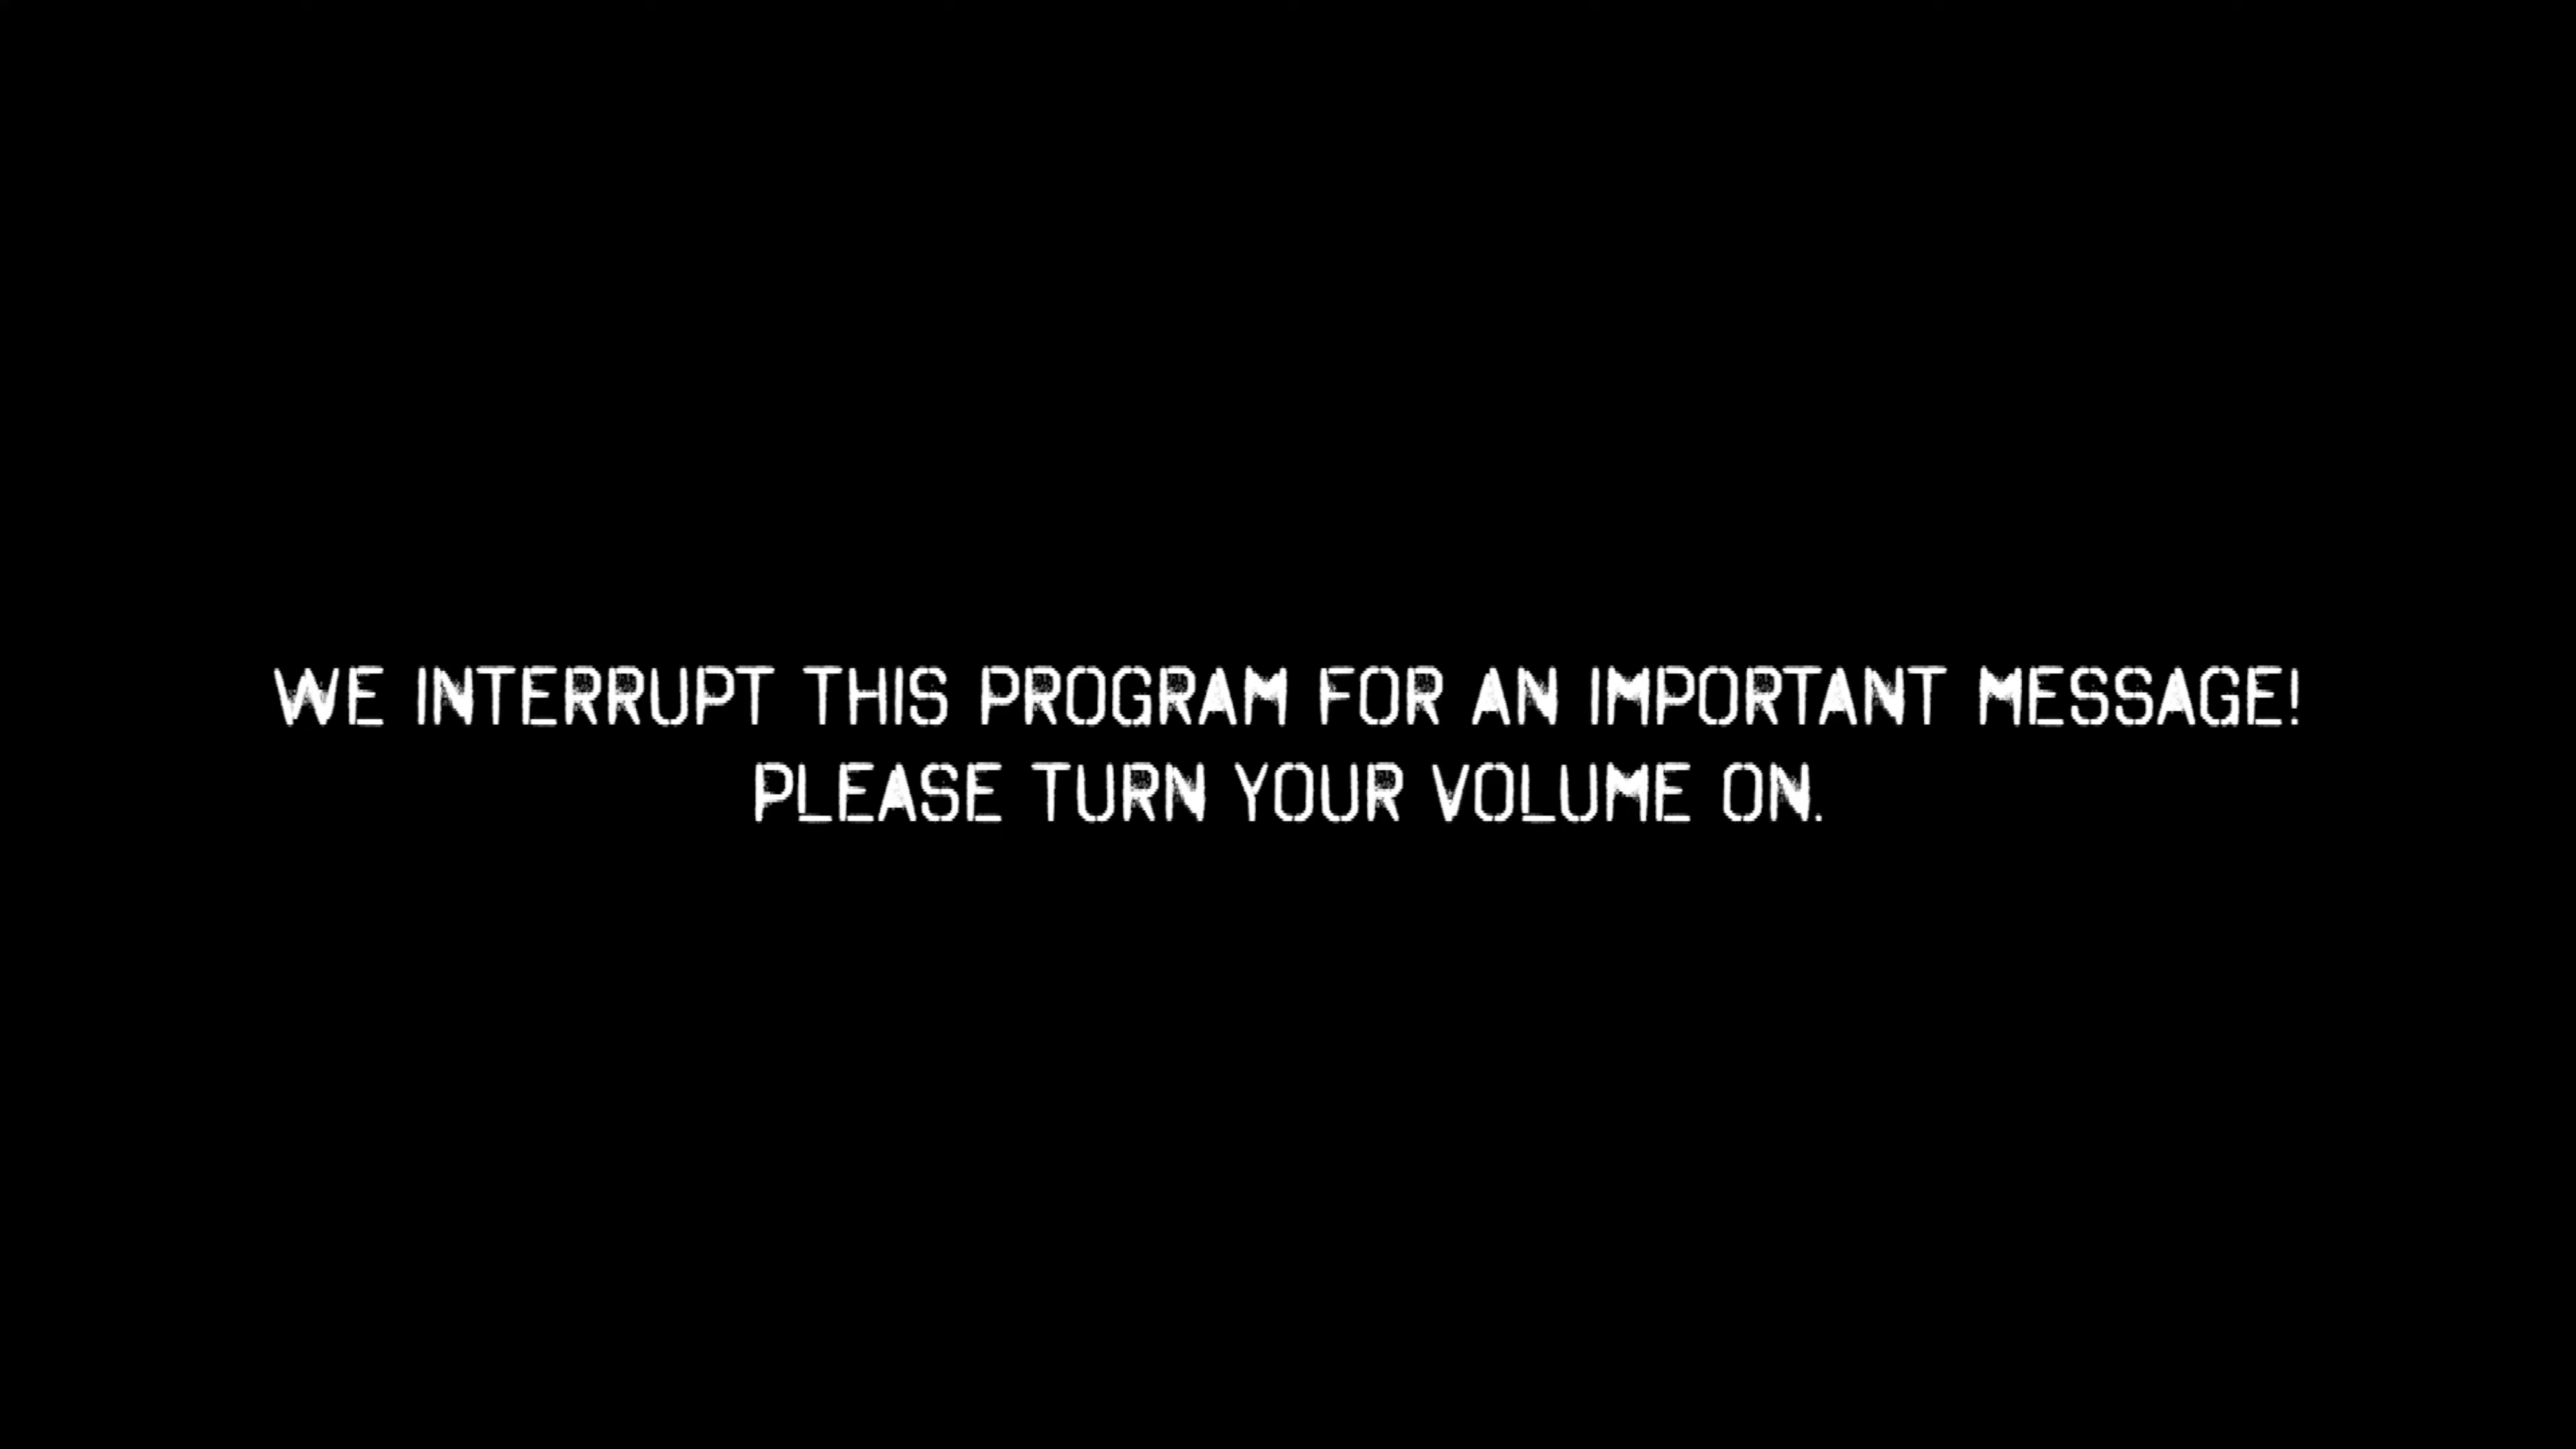 WE INTERRUPT THIS PROGRAM FOR AN IMPORTANT MESSAGE!
PLEASE TURN YOUR VOLUME ON.